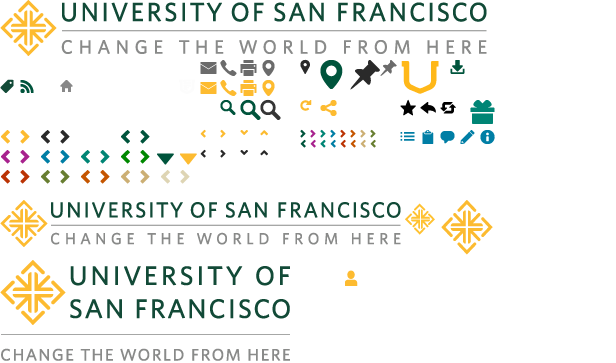 UNIVERSITY OF SAN FRANCISCO
CHANGE THE WORLD FROM HERE
UNIVERSITY OF SAN FRANCISCO
CHANGE THE WORLD FROM HERE
UNIVERSITY OF
SAN FRANCISCO
CHANGE THE WORLD FROM HERE